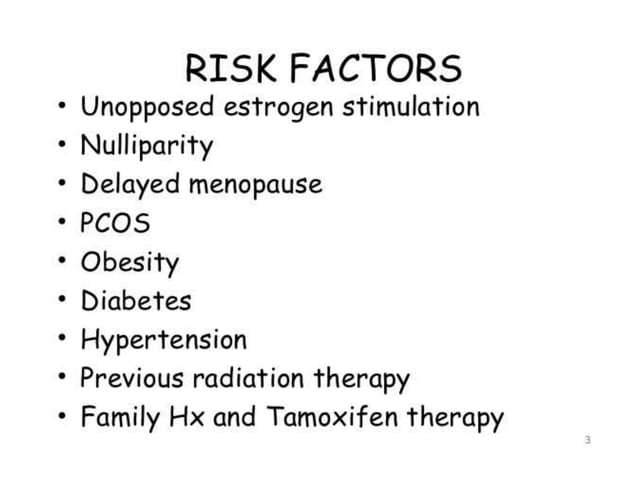 RISK FACTORS
• Unopposed estrogen stimulation
• Nulliparity
• Delayed menopause
• PCOS
• Obesity
• Diabetes
• Hypertension
• Previous radiation therapy
• Family Hx and Tamoxifen therapy
3